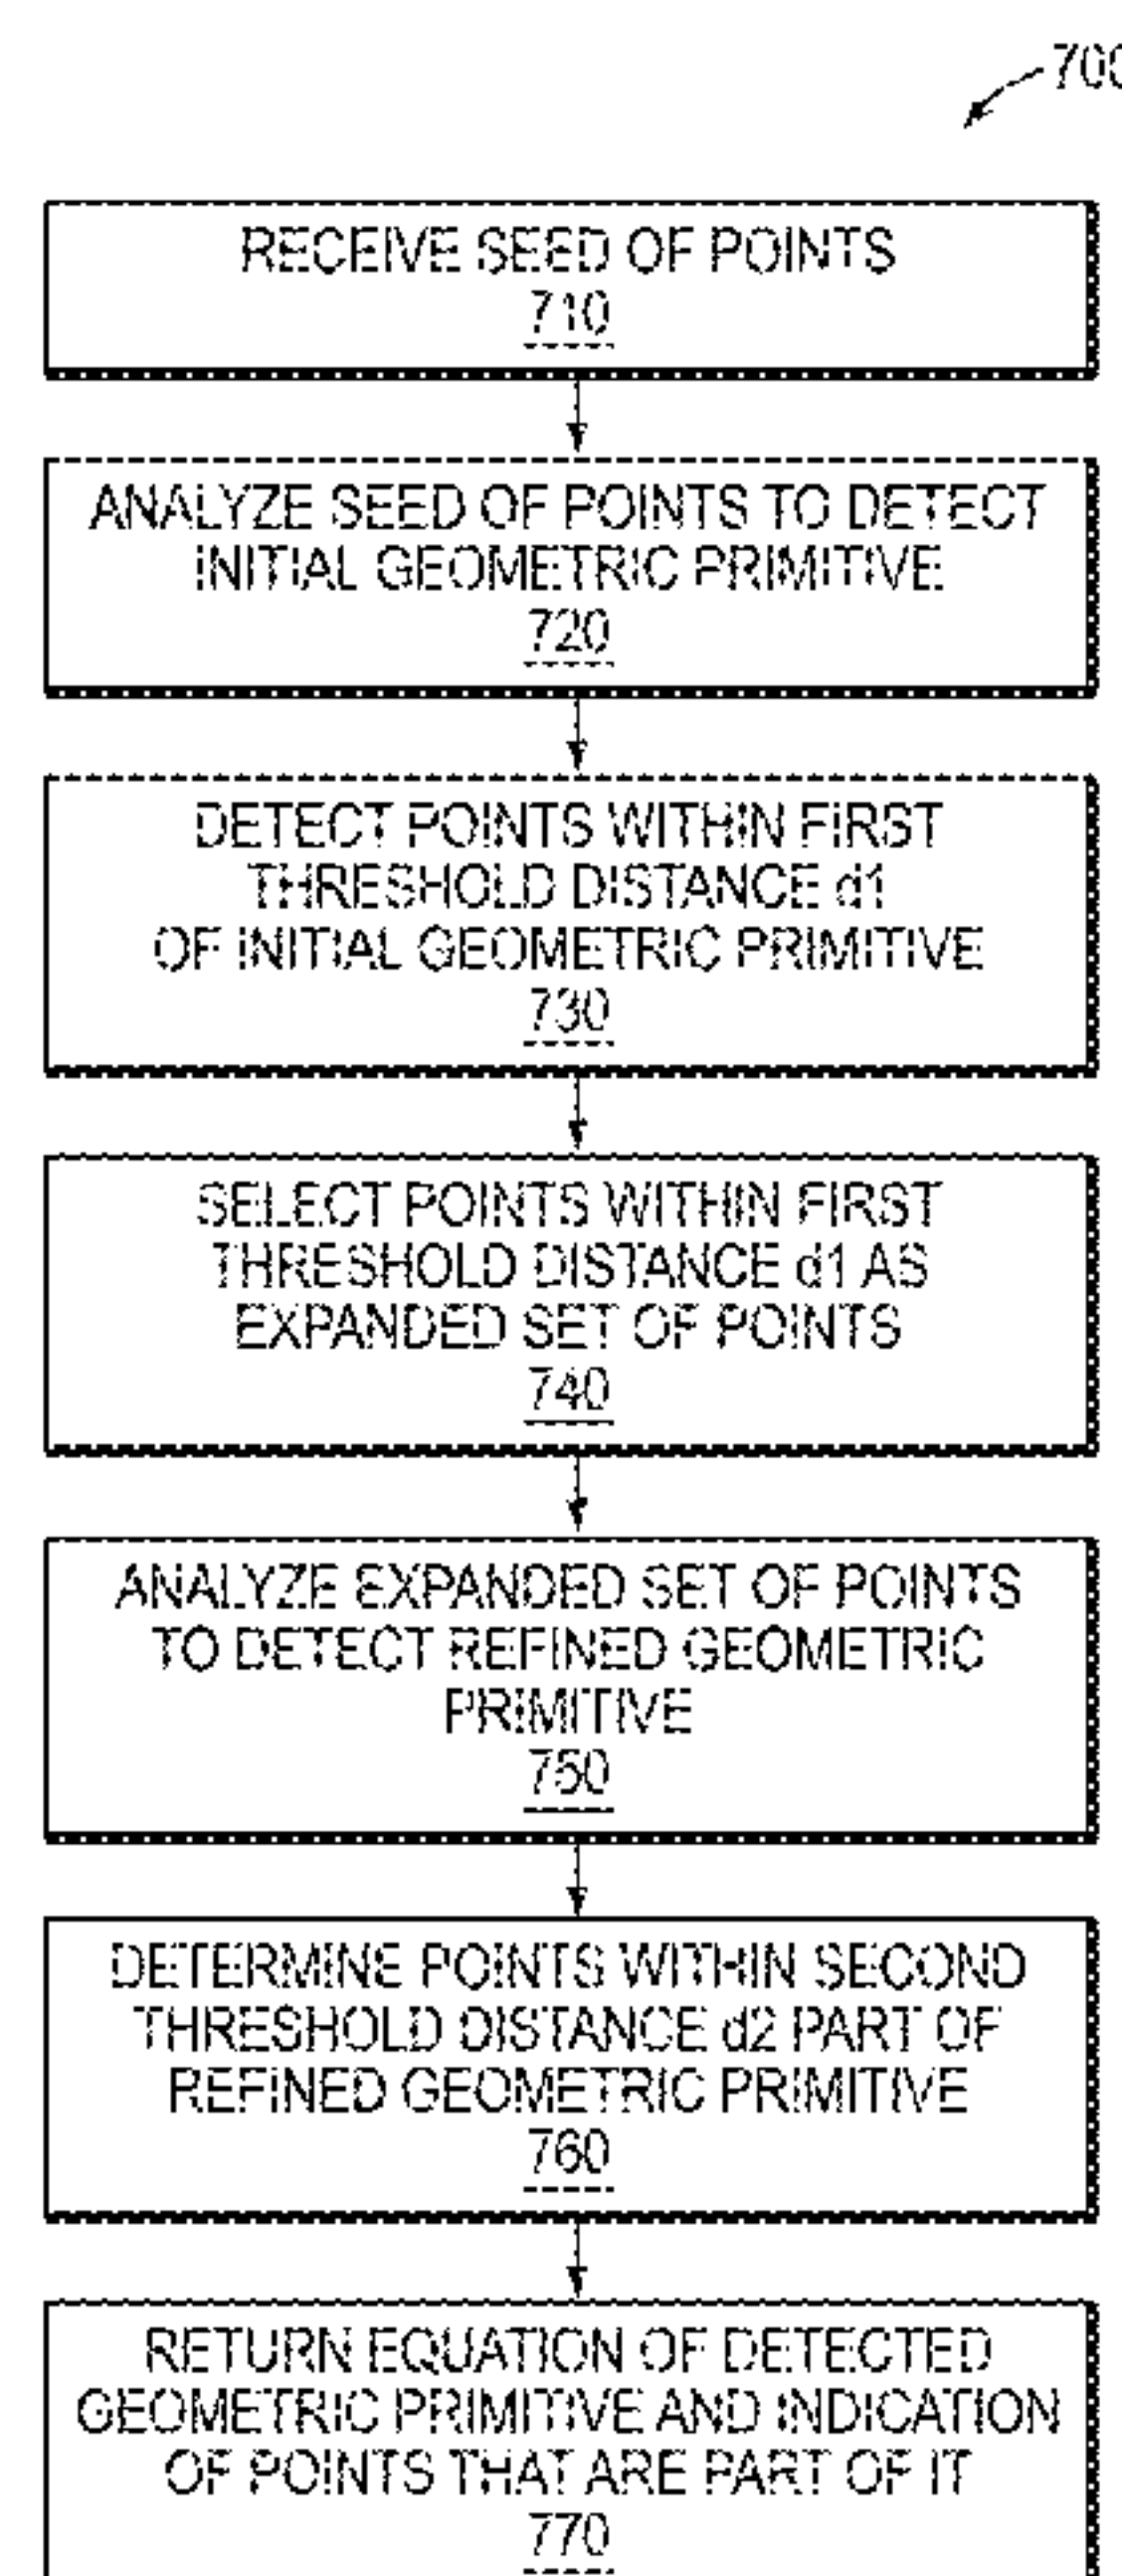 700
RECEIVE SEED OF POINTS
710
ANALYZE SEED OF POINTS TO DETECT
INITIAL GEOMETRIC PRIMITIVE
720
DETECT POINTS WITHIN FIRST
THRESHOLD DISTANCE d1
OF INITIAL GEOMETRIC PRIMITIVE
730
SELECT POINTS WITHIN FIRST
THRESHOLD DISTANCE d1 AS
EXPANDED SET OF POINTS
740
ANALYZE EXPANDED SET OF POINTS
TO DETECT REFINED GEOMETRIC
PRIMITIVE
750
DETERMINE POINTS WITHIN SECOND
THRESHOLD DISTANCE d2 PART OF
REFINED GEOMETRIC PRIMITIVE
760
RETURN EQUATION OF DETECTED
GEOMETRIC PRIMITIVE AND INDICATION
OF POINTS THAT ARE PART OF IT
770